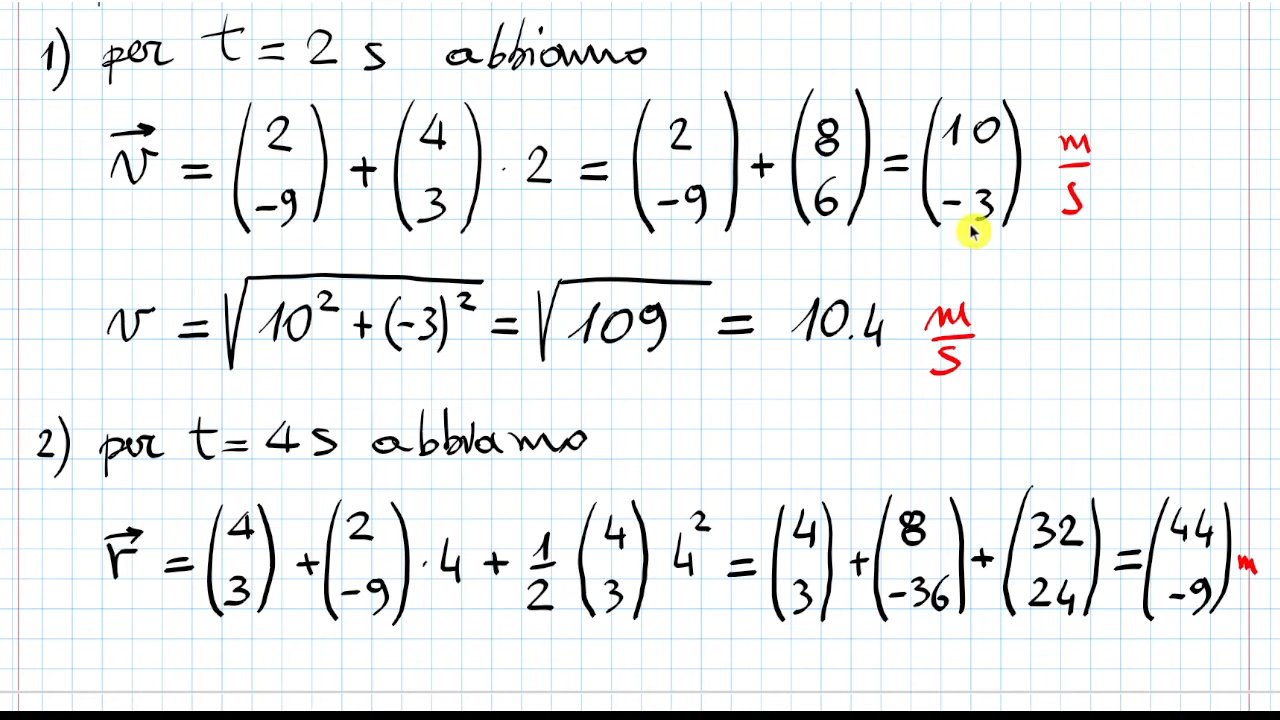 1) per t = 2 s abbiamo
v⃗ = (2 -9) + (4 3) · 2 = (2 -9) + (8 6) = (10 -3) m/s
v = √(10² + (-3)²) = √109 = 10.4 m/s
2) per t = 4 s abbiamo
r⃗ = (4 3) + (2 -9) · 4 + 1/2 (4 3) 4² = (4 3) + (8 -36) + (32 24) = (44 -9) m